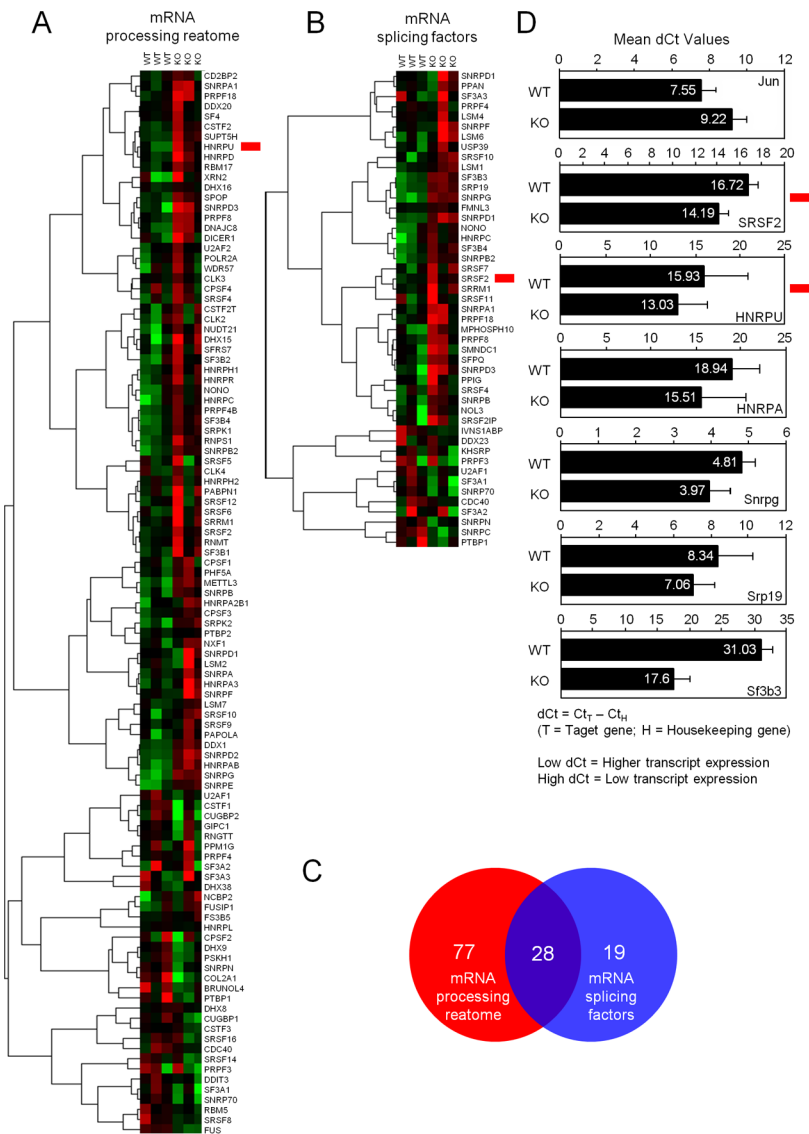 A
mRNA
processing reatome
WT
WT
WT
KO
KO
KO
CD2BP2
SNRPA1
PRPF18
DDX20
SF4
CSTF2
SUPT5H
HNRPU
HNRPD
RBM17
XRN2
DHX16
SPOP
SNRPD3
PRPF8
DNAJC8
DICER1
U2AF2
POLR2A
WDR57
CLK3
CPSF4
SRSF4
CSTF2T
CLK2
NUDT21
DHX15
SFRS7
SF3B2
HNRPH1
HNRPR
NONO
HNRPC
PRPF4B
SF3B4
SRPK1
RNPS1
SNRPB2
SRSF5
CLK4
HNRPH2
PABPN1
SRSF12
SRSF6
SRRM1
SRSF2
RNMT
SF3B1
CPSF1
PHF5A
METTL3
SNRPB
HNRPA2B1
CPSF3
SRPK2
PTBP2
NXF1
SNRPD1
LSM2
SNRPA
HNRPA3
SNRPF
LSM7
SRSF10
SRSF9
PAPOLA
DDX1
SNRPD2
HNRPAB
SNRPG
SNRPE
U2AF1
CSTF1
CUGBP2
GIPC1
RNGTT
PPM1G
PRPF4
SF3A2
SF3A3
DHX38
NCBP2
FUSIP1
FS3B5
HNRPL
CPSF2
DHX9
PSKH1
SNRPN
COL2A1
BRUNOL4
PTBP1
DHX8
CUGBP1
CSTF3
SRSF16
CDC40
SRSF14
PRPF3
DDIT3
SF3A1
SNRP70
RBM5
SRSF8
FUS
B
mRNA
splicing factors
WT
WT
WT
KO
KO
KO
SNRPD1
PPAN
SF3A3
PRPF4
LSM4
SNRPF
LSM6
USP39
SRSF10
LSM1
SF3B3
SRP19
SNRPG
FMNL3
SNRPD1
NONO
HNRPC
SF3B4
SNRPB2
SRSF7
SRSF2
SRRM1
SRSF11
SNRPA1
PRPF18
MPHOSPH10
PRPF8
SMNDC1
SFPQ
SNRPD3
PPIG
SRSF4
SNRPB
NOL3
SRSF2IP
IVNS1ABP
DDX23
KHSRP
PRPF3
U2AF1
SF3A1
SNRP70
CDC40
SF3A2
SNRPN
SNRPC
PTBP1
D
Mean dCt Values
0 2 4 6 8 10 12
Jun
WT 7.55
KO 9.22
0 2 4 6 8 10 12 14 16 18 20
WT 16.72
KO 14.19
SRSF2
0 5 10 15 20 25
WT 15.93
KO 13.03
HNRPU
0 5 10 15 20 25
WT 18.94
KO 15.51
HNRPA
0 1 2 3 4 5 6
WT 4.81
KO 3.97
Snrpg
0 2 4 6 8 10 12
WT 8.34
KO 7.06
Srp19
0 5 10 15 20 25 30 35
WT 31.03
KO 17.6
Sf3b3
dCt = CtT – CtH
(T = Taget gene; H = Housekeeping gene)
Low dCt = Higher transcript expression
High dCt = Low transcript expression
C
77
mRNA
processing
reatome
28
19
mRNA
splicing
factors